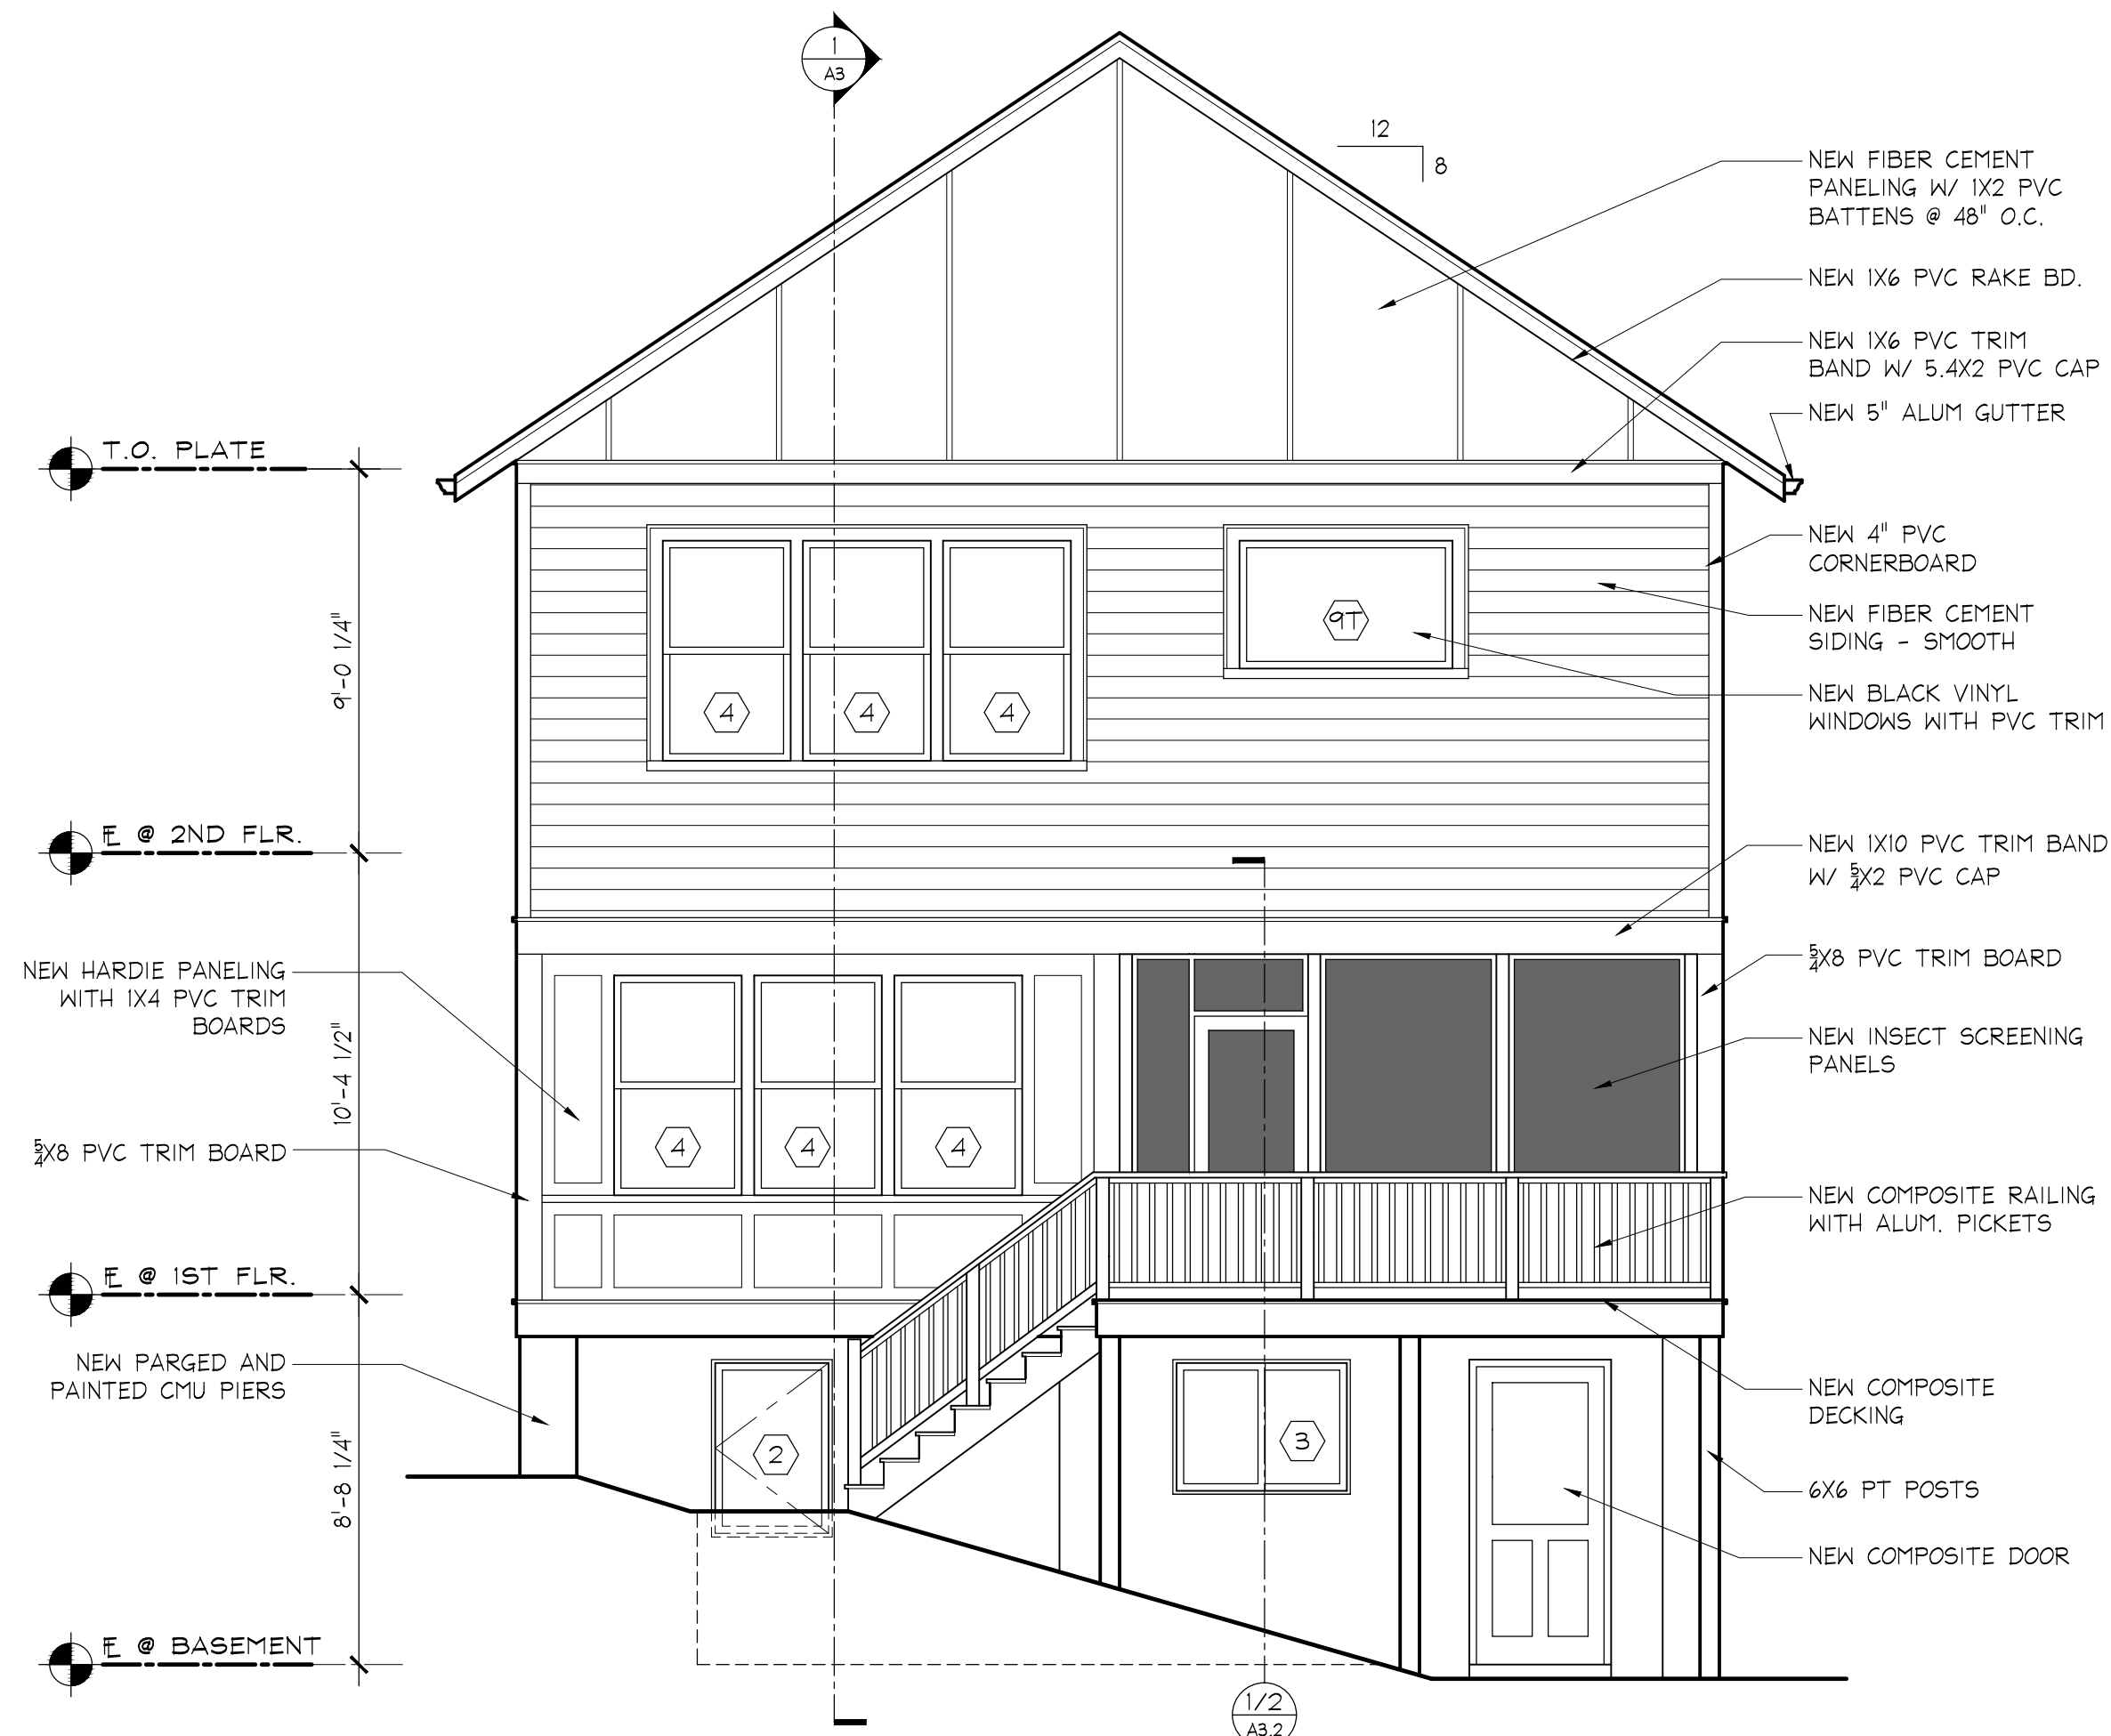 1
A3
12
8
NEW FIBER CEMENT
PANELING W/ 1X2 PVC
BATTENS @ 48" O.C.
NEW 1X6 PVC RAKE BD.
NEW 1X6 PVC TRIM
BAND W/ 5.4X2 PVC CAP
NEW 5" ALUM GUTTER
T.O. PLATE
NEW 4" PVC
CORNERBOARD
NEW FIBER CEMENT
SIDING - SMOOTH
9T
NEW BLACK VINYL
WINDOWS WITH PVC TRIM
4
4
4
9'-0 1/4"
FL @ 2ND FLR.
NEW 1X10 PVC TRIM BAND
W/ 5/4X2 PVC CAP
5/4X8 PVC TRIM BOARD
NEW HARDIE PANELING
WITH 1X4 PVC TRIM
BOARDS
10'-4 1/2"
NEW INSECT SCREENING
PANELS
4
4
4
5/4X8 PVC TRIM BOARD
NEW COMPOSITE RAILING
WITH ALUM. PICKETS
FL @ 1ST FLR.
NEW PARGED AND
PAINTED CMU PIERS
NEW COMPOSITE
DECKING
2
3
8'-8 1/4"
6X6 PT POSTS
NEW COMPOSITE DOOR
FL @ BASEMENT
1/2
A3.2